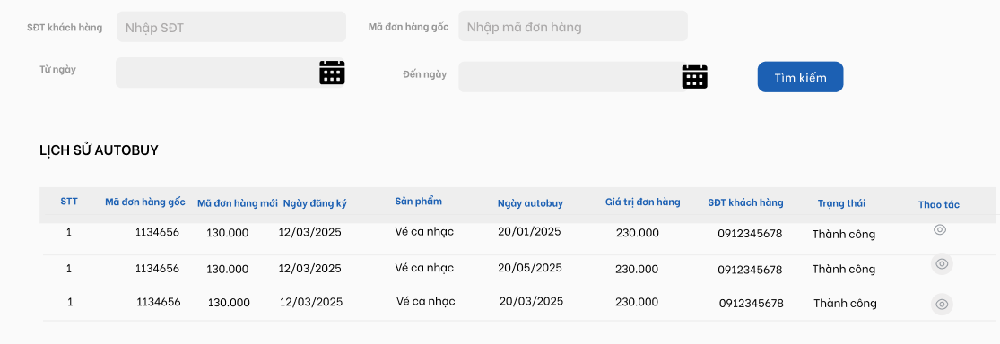 SĐT khách hàng Nhập SĐT Mã đơn hàng gốc Nhập mã đơn hàng
Từ ngày Đến ngày Tìm kiếm
LỊCH SỬ AUTOBUY
STT Mã đơn hàng gốc Mã đơn hàng mới Ngày đăng ký Sản phẩm Ngày autobuy Giá trị đơn hàng SĐT khách hàng Trạng thái Thao tác
1 1134656 130.000 12/03/2025 Vé ca nhạc 20/01/2025 230.000 0912345678 Thành công
1 1134656 130.000 12/03/2025 Vé ca nhạc 20/05/2025 230.000 0912345678 Thành công
1 1134656 130.000 12/03/2025 Vé ca nhạc 20/03/2025 230.000 0912345678 Thành công